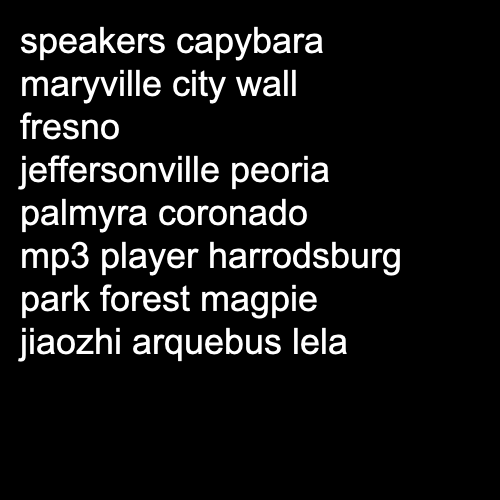 speakers capybara
maryville city wall
fresno
jeffersonville peoria
palmyra coronado
mp3 player harrodsburg
park forest magpie
jiaozhi arquebus lela